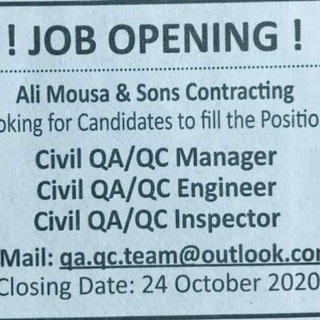 ! JOB OPENING !
Ali Mousa & Sons Contracting
oking for Candidates to fill the Positio
Civil QA/QC Manager
Civil QA/QC Engineer
Civil QA/QC Inspector
Mail: qa.qc.team@outlook.com
Closing Date: 24 October 2020